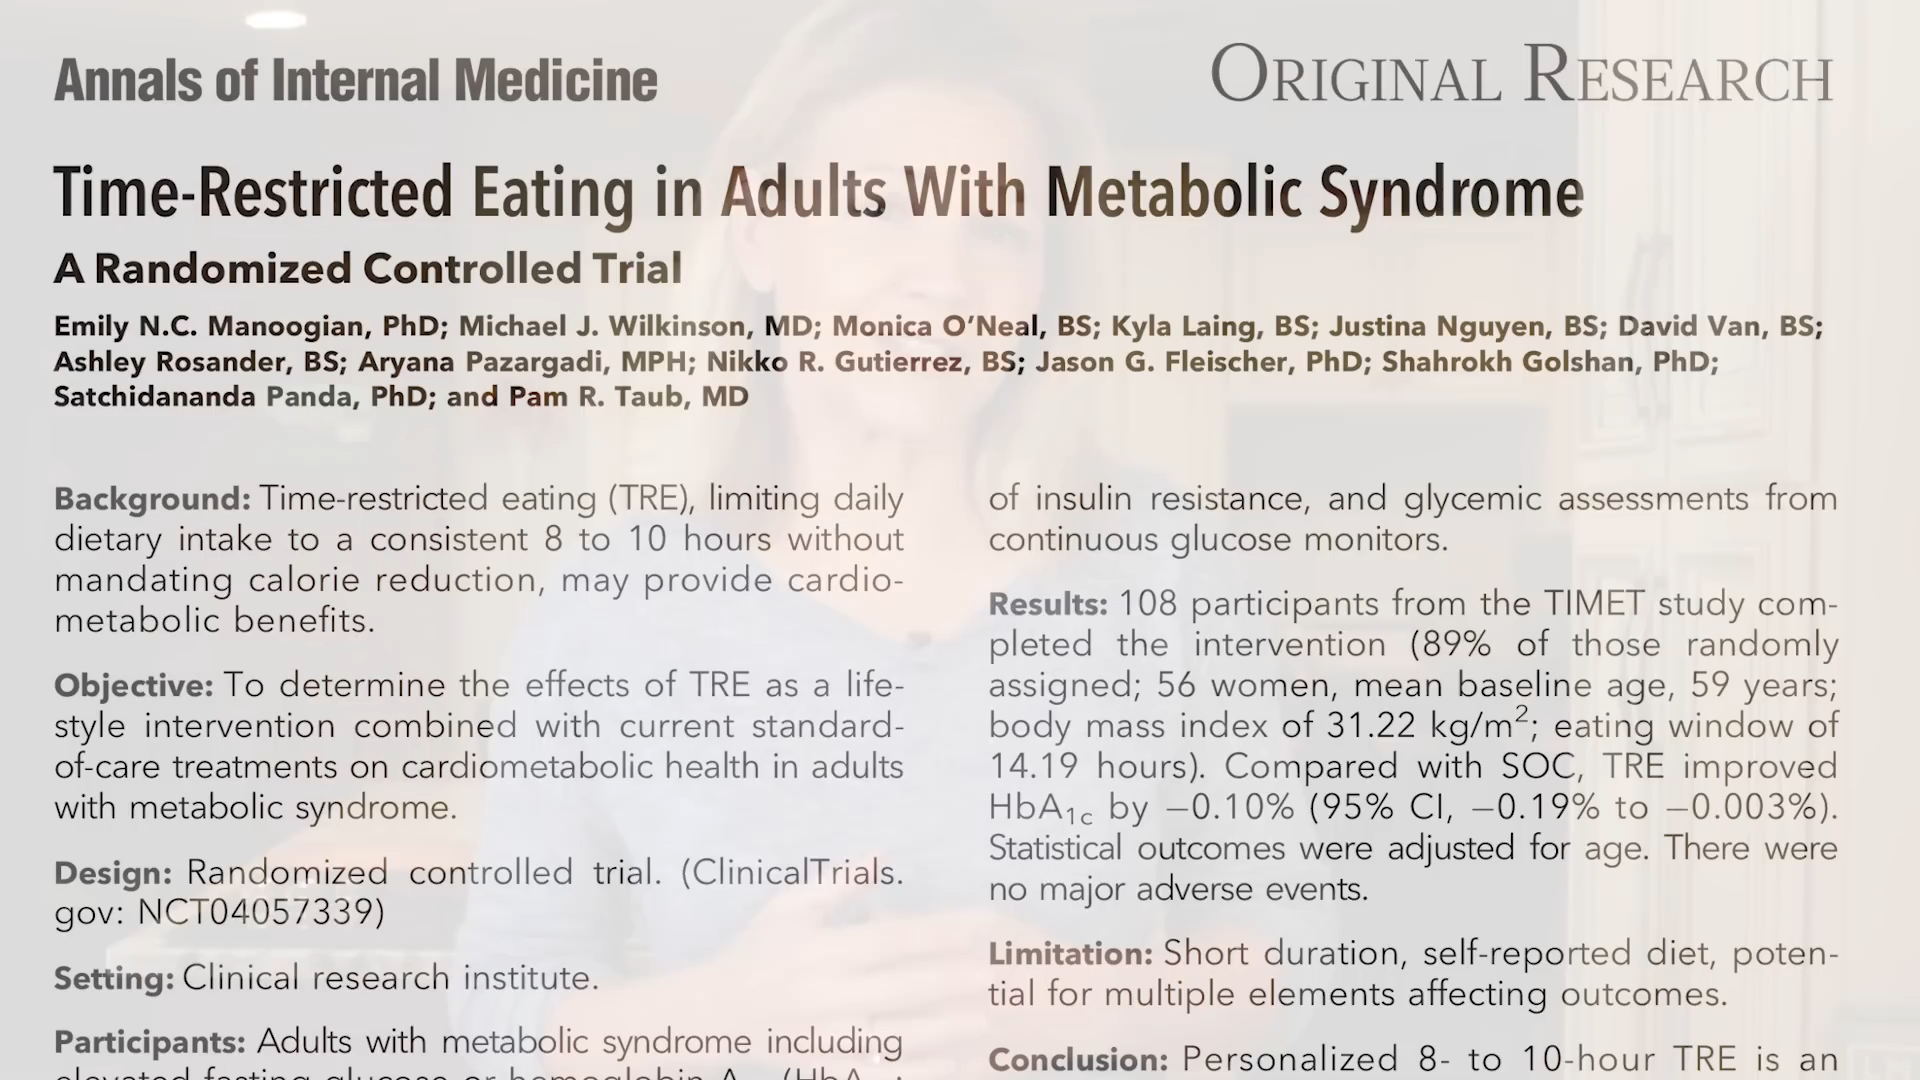 Annals of Internal Medicine
ORIGINAL RESEARCH
Time-Restricted Eating in Adults With Metabolic Syndrome
A Randomized Controlled Trial
Emily N.C. Manoogian, PhD; Michael J. Wilkinson, MD; Monica O’Neal, BS; Kyla Laing, BS; Justina Nguyen, BS; David Van, BS;
Ashley Rosander, BS; Aryana Pazargadi, MPH; Nikko R. Gutierrez, BS; Jason G. Fleischer, PhD; Shahrokh Golshan, PhD;
Satchidananda Panda, PhD; and Pam R. Taub, MD
Background: Time-restricted eating (TRE), limiting daily
dietary intake to a consistent 8 to 10 hours without
mandating calorie reduction, may provide cardio-
metabolic benefits.
Objective: To determine the effects of TRE as a life-
style intervention combined with current standard-
of-care treatments on cardiometabolic health in adults
with metabolic syndrome.
Design: Randomized controlled trial. (ClinicalTrials.
gov: NCT04057339)
Setting: Clinical research institute.
Participants: Adults with metabolic syndrome including
elevated fasting glucose or hemoglobin A
of insulin resistance, and glycemic assessments from
continuous glucose monitors.
Results: 108 participants from the TIMET study com-
pleted the intervention (89% of those randomly
assigned; 56 women, mean baseline age, 59 years;
body mass index of 31.22 kg/m²; eating window of
14.19 hours). Compared with SOC, TRE improved
HbA1c by −0.10% (95% CI, −0.19% to −0.003%).
Statistical outcomes were adjusted for age. There were
no major adverse events.
Limitation: Short duration, self-reported diet, poten-
tial for multiple elements affecting outcomes.
Conclusion: Personalized 8- to 10-hour TRE is an